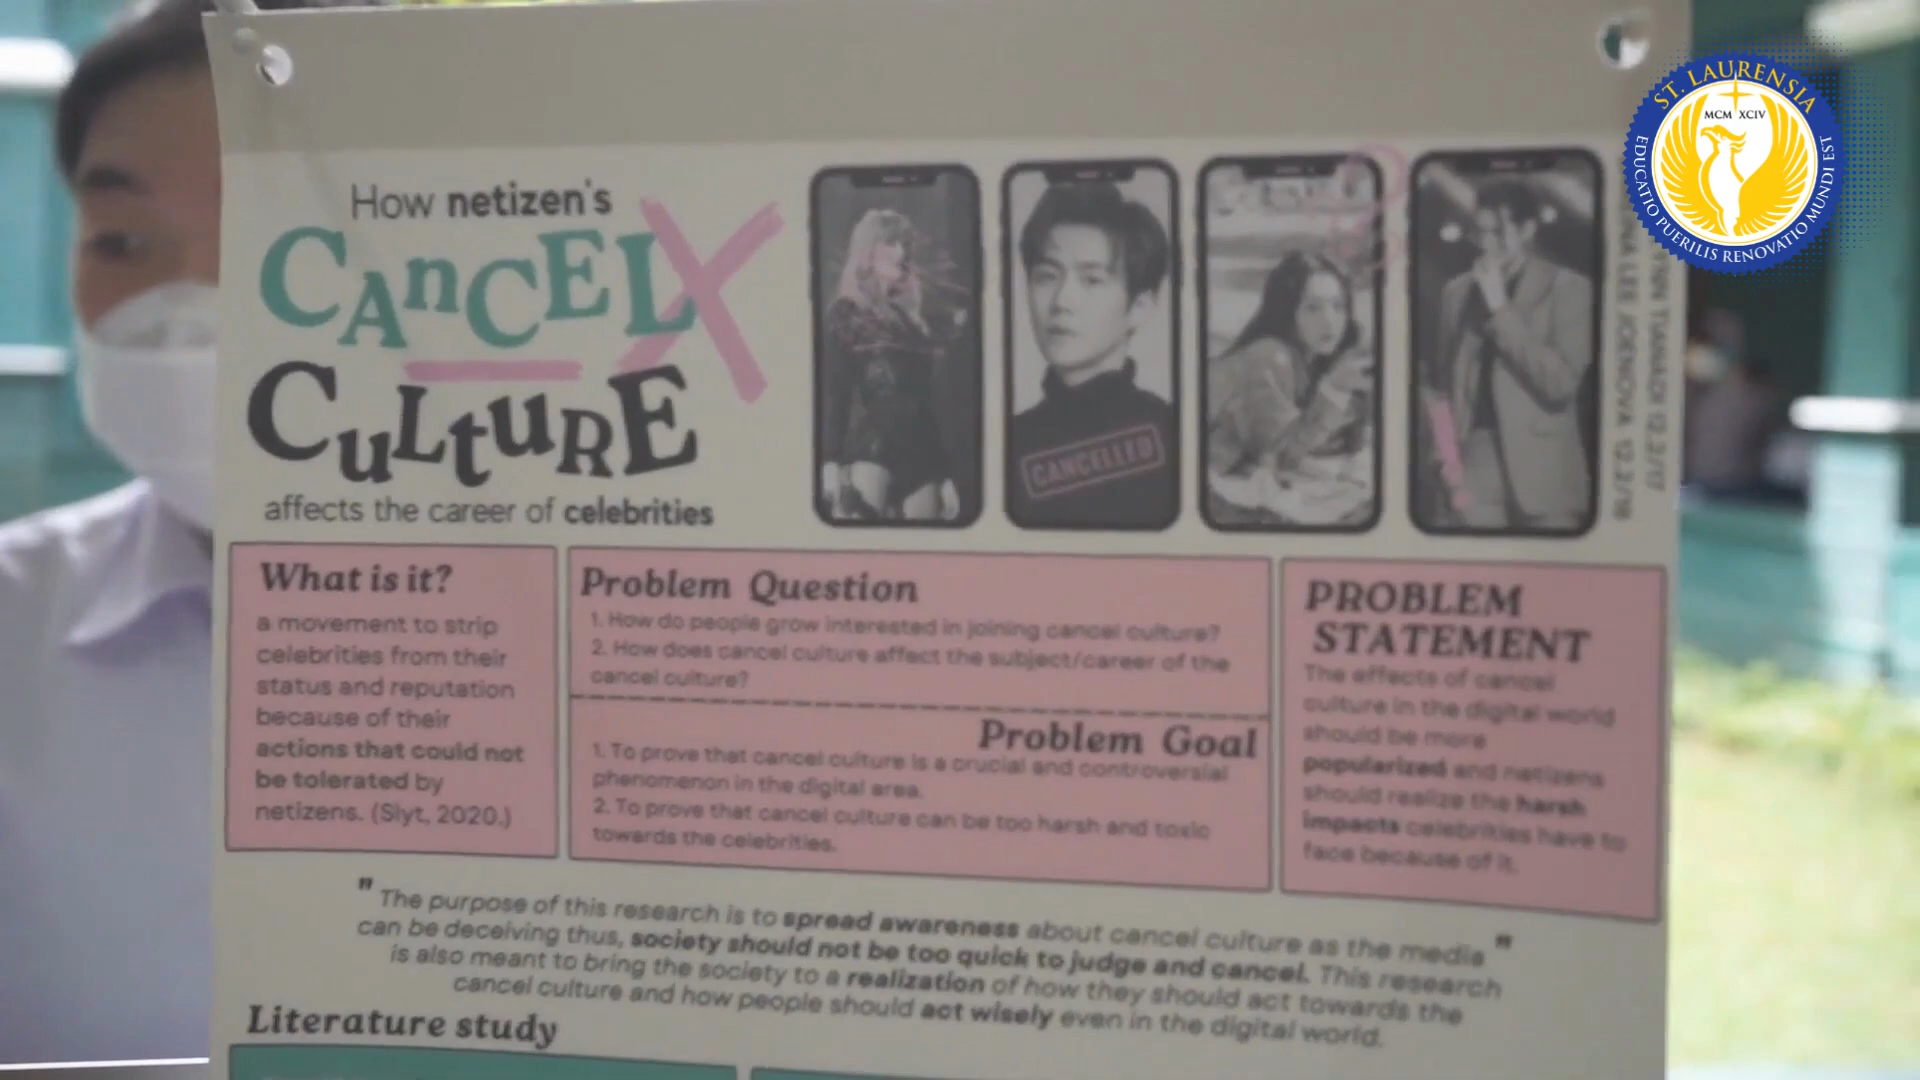 How netizen's
CAnCEL
CuLtuRE
affects the career of celebrities
CANCELLED
ST. LAURENSIA
MCM XCIV
EDUCATIO PUERILIS RENOVATIO MUNDI EST
TIANADI 12.2/17
LEE JOENOVA 12.2/18
What is it?
a movement to strip
celebrities from their
status and reputation
because of their
actions that could not
be tolerated by
netizens. (Slyt, 2020.)
Problem Question
1. How do people grow interested in joining cancel culture?
2. How does cancel culture affect the subject/career of the
cancel culture?
Problem Goal
1. To prove that cancel culture is a crucial and controversial
phenomenon in the digital area.
2. To prove that cancel culture can be too harsh and toxic
towards the celebrities.
PROBLEM
STATEMENT
The effects of cancel
culture in the digital world
should be more
popularized and netizens
should realize the harsh
impacts celebrities have to
face because of it.
" The purpose of this research is to spread awareness about cancel culture as the media "
can be deceiving thus, society should not be too quick to judge and cancel. This research
is also meant to bring the society to a realization of how they should act towards the
cancel culture and how people should act wisely even in the digital world.
Literature study